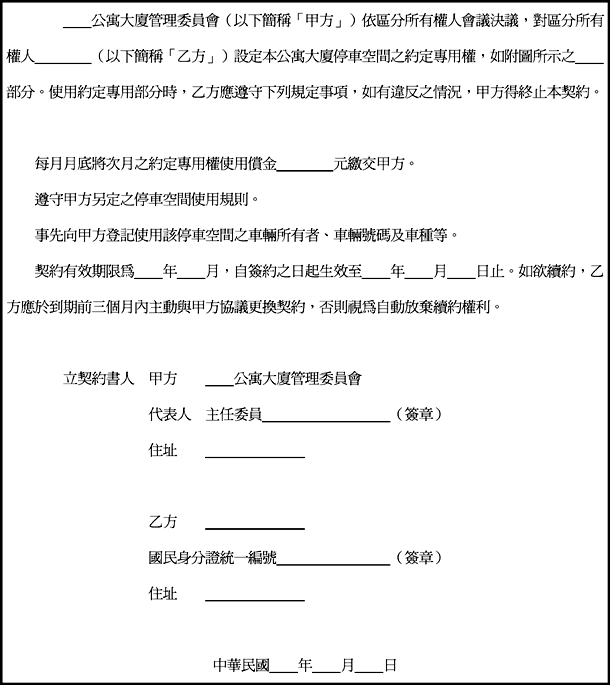 ____公寓大廈管理委員會（以下簡稱「甲方」）依區分所有權人會議決議，對區分所有
權人________（以下簡稱「乙方」）設定本公寓大廈停車空間之約定專用權，如附圖所示之____
部分。使用約定專用部分時，乙方應遵守下列規定事項，如有違反之情況，甲方得終止本契約。
每月月底將次月之約定專用權使用償金________元繳交甲方。
遵守甲方另定之停車空間使用規則。
事先向甲方登記使用該停車空間之車輛所有者、車輛號碼及車種等。
契約有效期限為____年____月，自簽約之日起生效至____年____月____日止。如欲續約，乙
方應於到期前三個月內主動與甲方協議更換契約，否則視為自動放棄續約權利。
立契約書人　甲方　____公寓大廈管理委員會
代表人　主任委員__________________（簽章）
住址　______________
乙方　______________
國民身分證統一編號________________（簽章）
住址　______________
中華民國____年____月____日